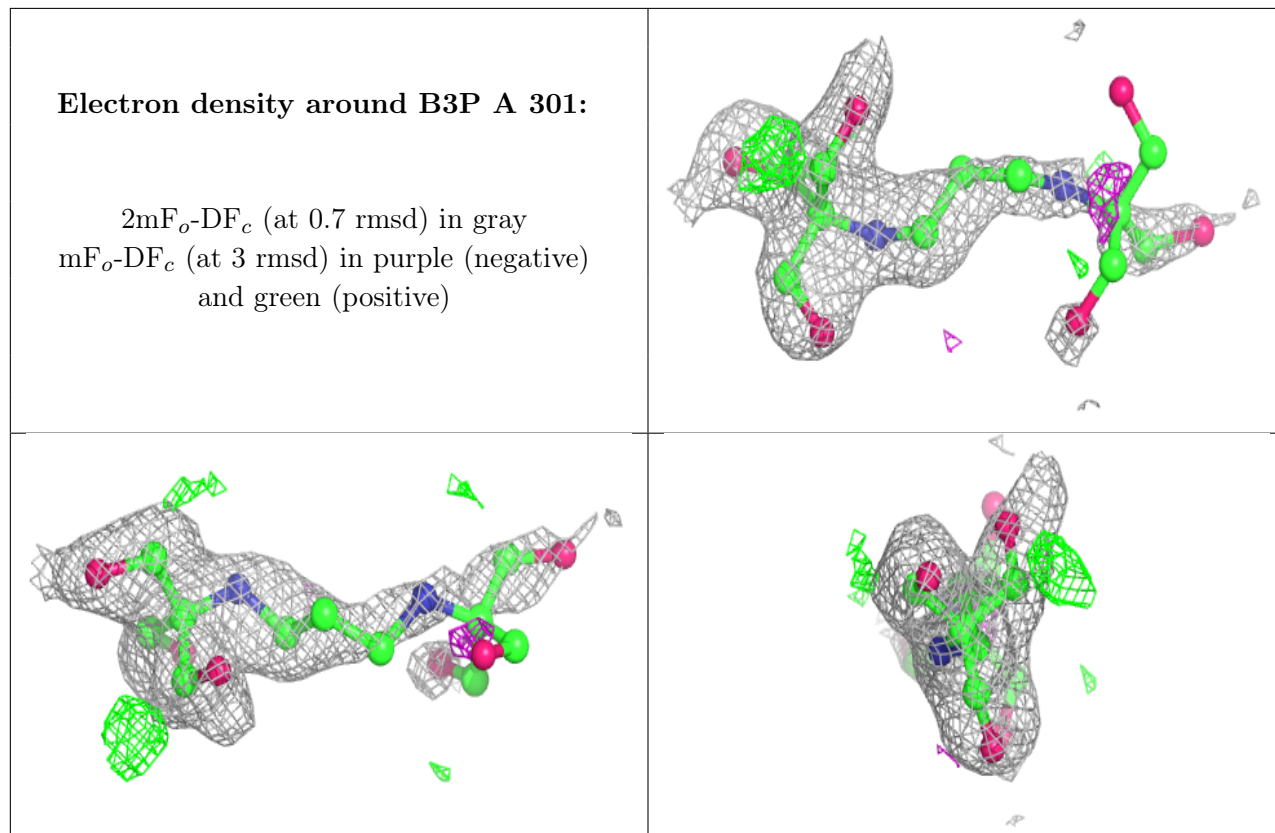 Electron density around B3P A 301:
2mFₒ-DF𝒸 (at 0.7 rmsd) in gray
mFₒ-DF𝒸 (at 3 rmsd) in purple (negative)
and green (positive)